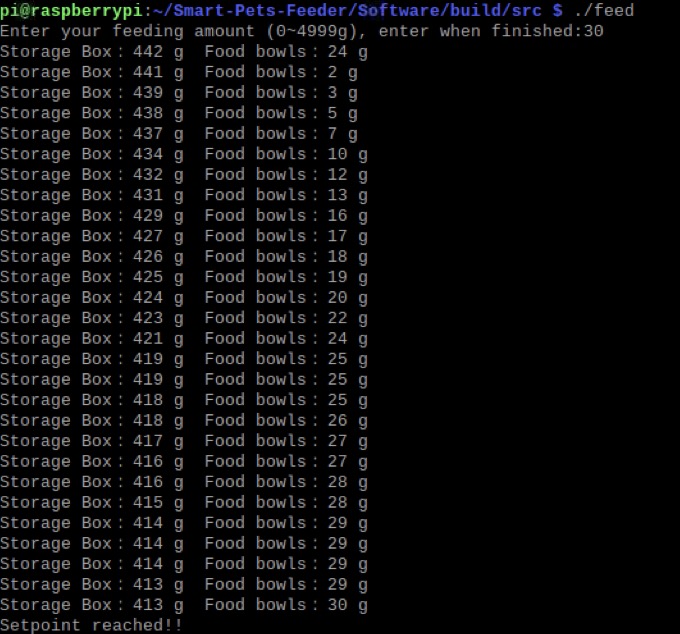 pi@raspberrypi:~/Smart-Pets-Feeder/Software/build/src $ ./feed
Enter your feeding amount (0~4999g), enter when finished:30
Storage Box: 442 g  Food bowls: 24 g
Storage Box: 441 g  Food bowls: 2 g
Storage Box: 439 g  Food bowls: 3 g
Storage Box: 438 g  Food bowls: 5 g
Storage Box: 437 g  Food bowls: 7 g
Storage Box: 434 g  Food bowls: 10 g
Storage Box: 432 g  Food bowls: 12 g
Storage Box: 431 g  Food bowls: 13 g
Storage Box: 429 g  Food bowls: 16 g
Storage Box: 427 g  Food bowls: 17 g
Storage Box: 426 g  Food bowls: 18 g
Storage Box: 425 g  Food bowls: 19 g
Storage Box: 424 g  Food bowls: 20 g
Storage Box: 423 g  Food bowls: 22 g
Storage Box: 421 g  Food bowls: 24 g
Storage Box: 419 g  Food bowls: 25 g
Storage Box: 419 g  Food bowls: 25 g
Storage Box: 418 g  Food bowls: 25 g
Storage Box: 418 g  Food bowls: 26 g
Storage Box: 417 g  Food bowls: 27 g
Storage Box: 416 g  Food bowls: 27 g
Storage Box: 416 g  Food bowls: 28 g
Storage Box: 415 g  Food bowls: 28 g
Storage Box: 414 g  Food bowls: 29 g
Storage Box: 414 g  Food bowls: 29 g
Storage Box: 414 g  Food bowls: 29 g
Storage Box: 413 g  Food bowls: 29 g
Storage Box: 413 g  Food bowls: 30 g
Setpoint reached!!